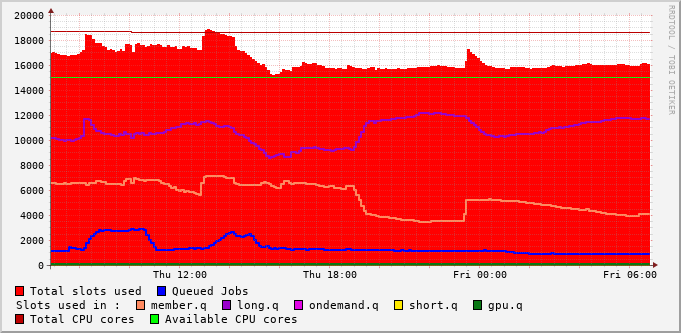 20000
18000
16000
14000
12000
10000
8000
6000
4000
2000
0
Thu 12:00 Thu 18:00 Fri 00:00 Fri 06:00
RRDTOOL / TOBI OETIKER
Total slots used Queued Jobs
Slots used in : member.q long.q ondemand.q short.q gpu.q
Total CPU cores Available CPU cores